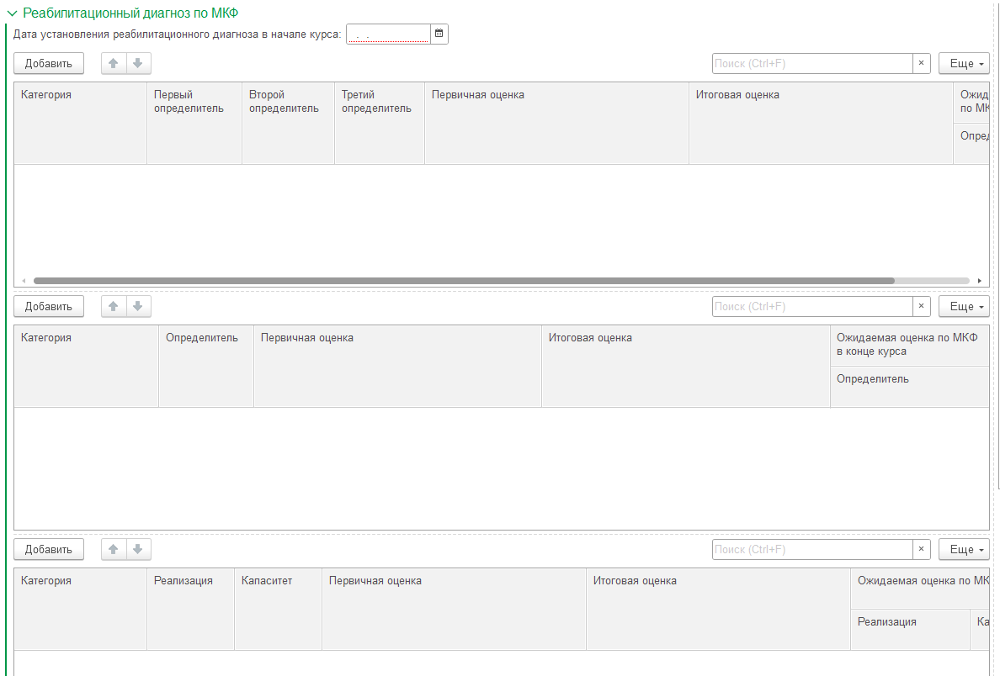 Реабилитационный диагноз по МКФ
Дата установления реабилитационного диагноза в начале курса: . .
Добавить Поиск (Ctrl+F) × Еще
Категория Первый определитель Второй определитель Третий определитель Первичная оценка Итоговая оценка Ожид по МК
Опред
Добавить Поиск (Ctrl+F) × Еще
Категория Определитель Первичная оценка Итоговая оценка Ожидаемая оценка по МКФ в конце курса
Определитель
Добавить Поиск (Ctrl+F) × Еще
Категория Реализация Капаситет Первичная оценка Итоговая оценка Ожидаемая оценка по МК
Реализация Ка